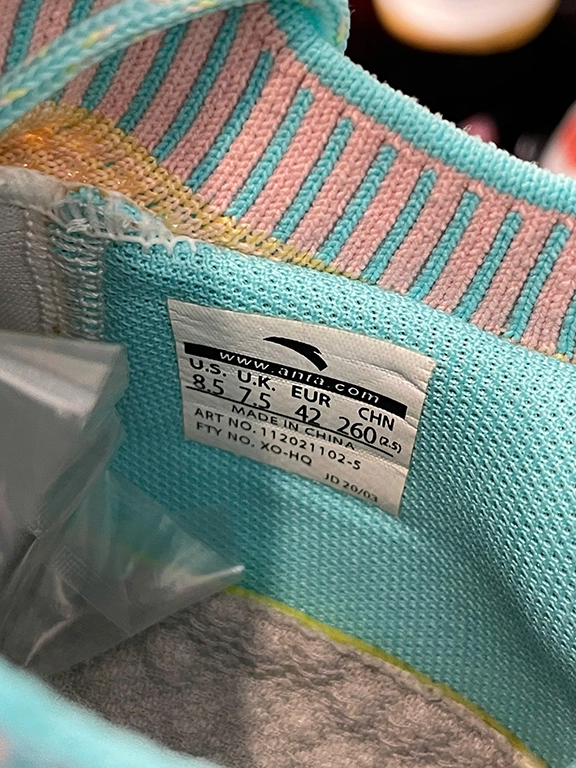 www.anta.com
U.S. U.K. EUR CHN
8.5 7.5 42 260 (2.5)
MADE IN CHINA
ART NO. 112021102-5
FTY NO. XO-HQ JD 20/03